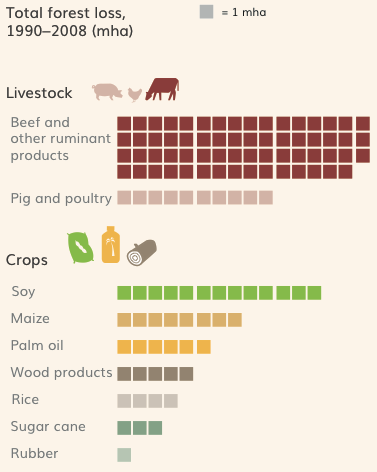 Total forest loss,
1990–2008 (mha)
= 1 mha
Livestock
Beef and
other ruminant
products
Pig and poultry
Crops
Soy
Maize
Palm oil
Wood products
Rice
Sugar cane
Rubber